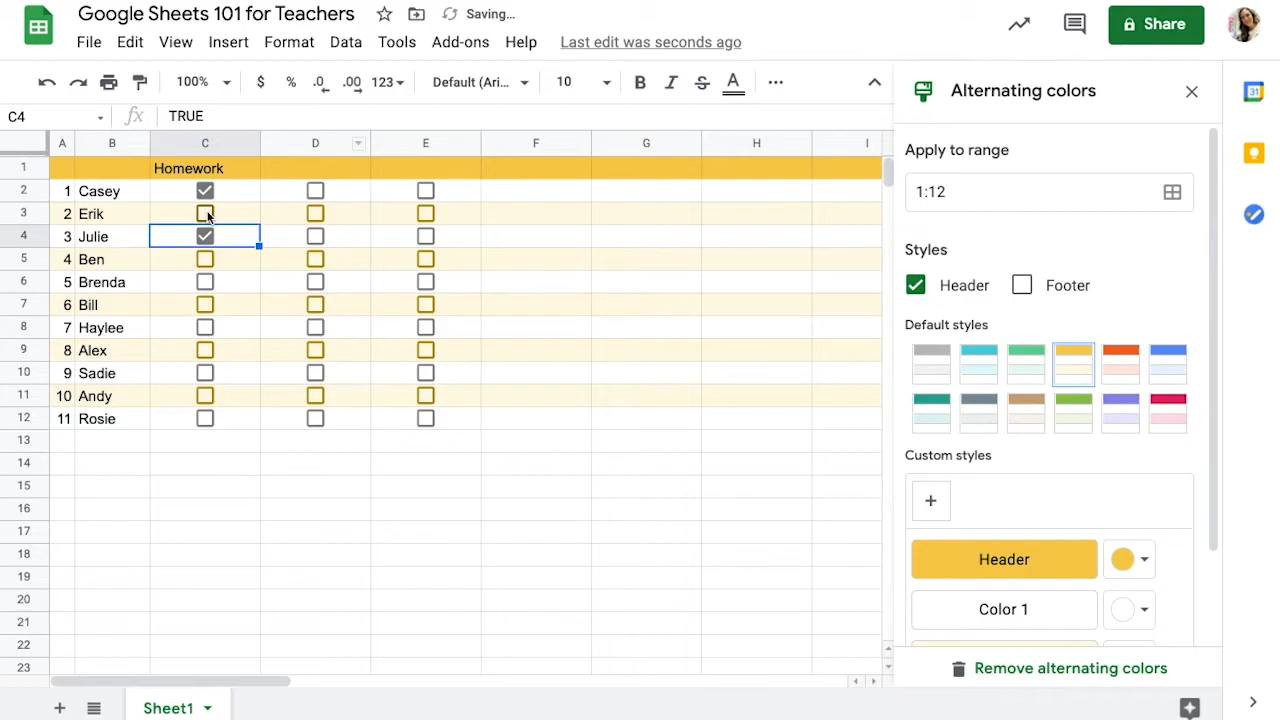 Google Sheets 101 for Teachers
Saving...
File Edit View Insert Format Data Tools Add-ons Help Last edit was seconds ago
Share
100% $ % .0 .00 123 Default (Ari... 10 B I S A
C4 fx TRUE
A B C D E F G H I
1 Homework
2 1 Casey
3 2 Erik
4 3 Julie
5 4 Ben
6 5 Brenda
7 6 Bill
8 7 Haylee
9 8 Alex
10 9 Sadie
11 10 Andy
12 11 Rosie
13
14
15
16
17
18
19
20
21
22
23
Sheet1
Alternating colors
Apply to range
1:12
Styles
Header Footer
Default styles
Custom styles
+
Header
Color 1
Remove alternating colors
31